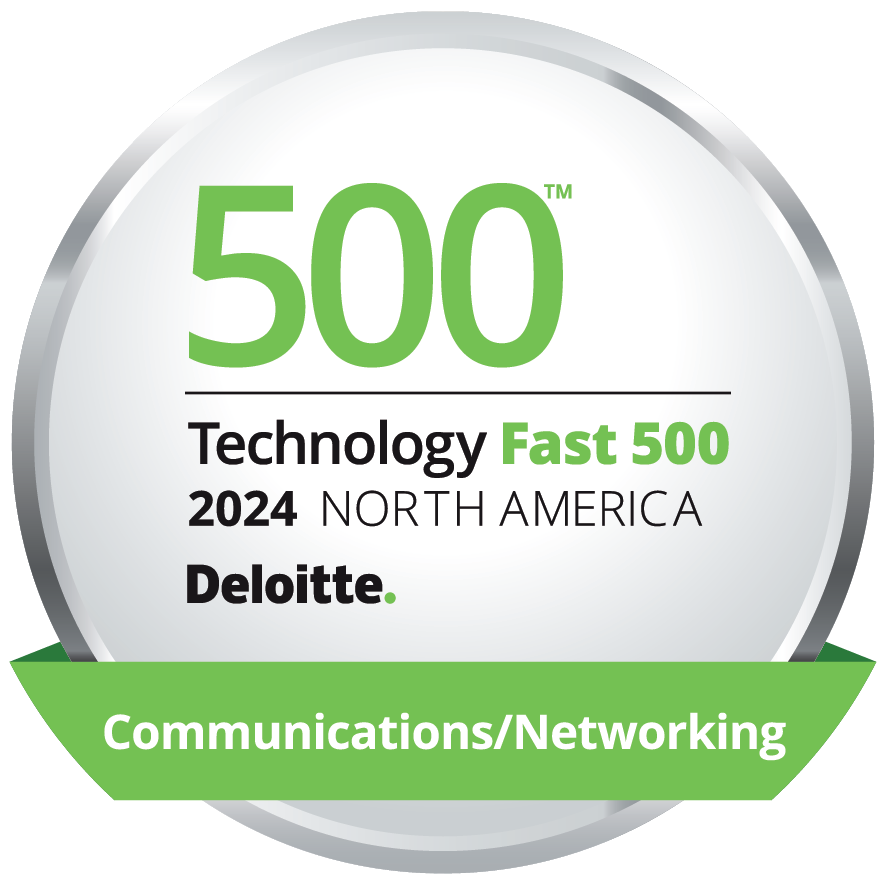 500™
Technology Fast 500
2024 NORTH AMERICA
Deloitte.
Communications/Networking